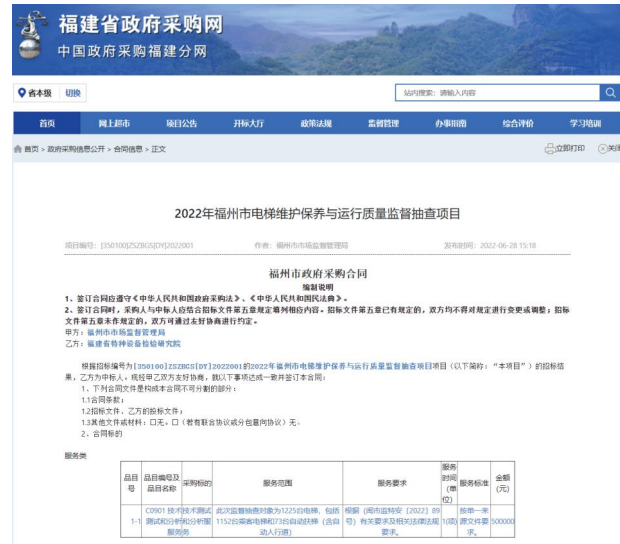 福建省政府采购网
中国政府采购福建分网
省本级 切换
站内搜索：请输入内容
首页 网上超市 项目公告 开标大厅 政策法规 监督管理 办事指南 综合评价 学习培训
首页 > 政府采购信息公开 > 合同信息 > 正文
立即打印 关闭
2022年福州市电梯维护保养与运行质量监督抽查项目
项目编号：[350100]ZSZBGS[DY]2022001 作者：福州市市场监督管理局 发布时间：2022-06-28 15:18
福州市政府采购合同
编制说明
1、签订合同应遵守《中华人民共和国政府采购法》、《中华人民共和国民法典》。
2、签订合同时，采购人与中标人应结合招标文件第五章规定填列相应内容。招标文件第五章已有规定的，双方均不得对规定进行变更或调整；招标
文件第五章未作规定的，双方可通过友好协商进行约定。
甲方：福州市市场监督管理局
乙方：福建省特种设备检验研究院
根据招标编号为[350100]ZSZBGS[DY]2022001的2022年福州市电梯维护保养与运行质量监督抽查项目项目（以下简称：“本项目”）的招标结
果，乙方为中标人。现经甲乙双方友好协商，就以下事项达成一致并签订本合同：
1、下列合同文件是构成本合同不可分割的部分：
1.1合同条款；
1.2招标文件、乙方的投标文件；
1.3其他文件或材料：□无。□（若有联合协议或分包意向协议）无。
2、合同标的
服务类
品目号 品目编号及品目名称 采购标的 服务范围 服务要求 服务时间（单位） 服务标准 金额（元）
1-1 C0901 技术测试和分析服务 技术测试和分析服务 此次监督抽查对象为1225台电梯，包括1152台乘客电梯和73台自动扶梯（含自动人行道） 根据（闽市监特安〔2022〕89号）有关要求及相关法律法规要求。 1(项) 按单一来源文件要求。 500000